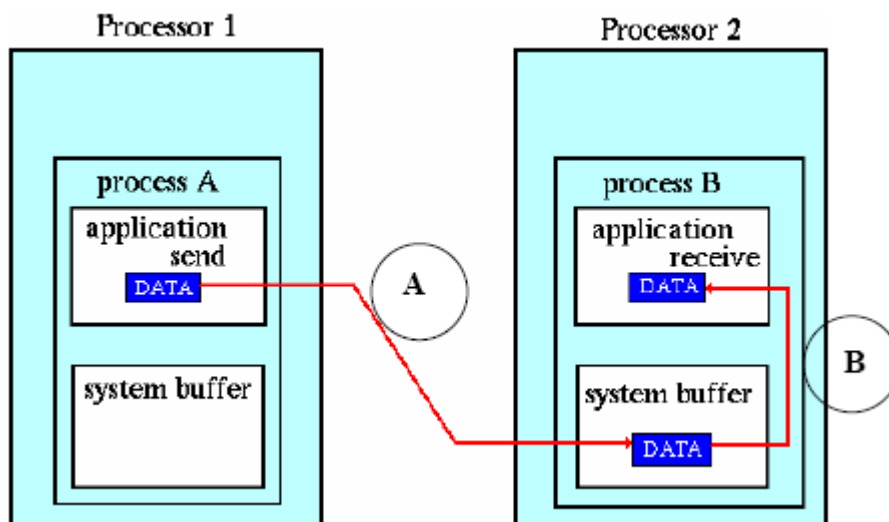 Processor 1
process A
application
send
DATA
system buffer
A
Processor 2
process B
application
receive
DATA
system buffer
DATA
B